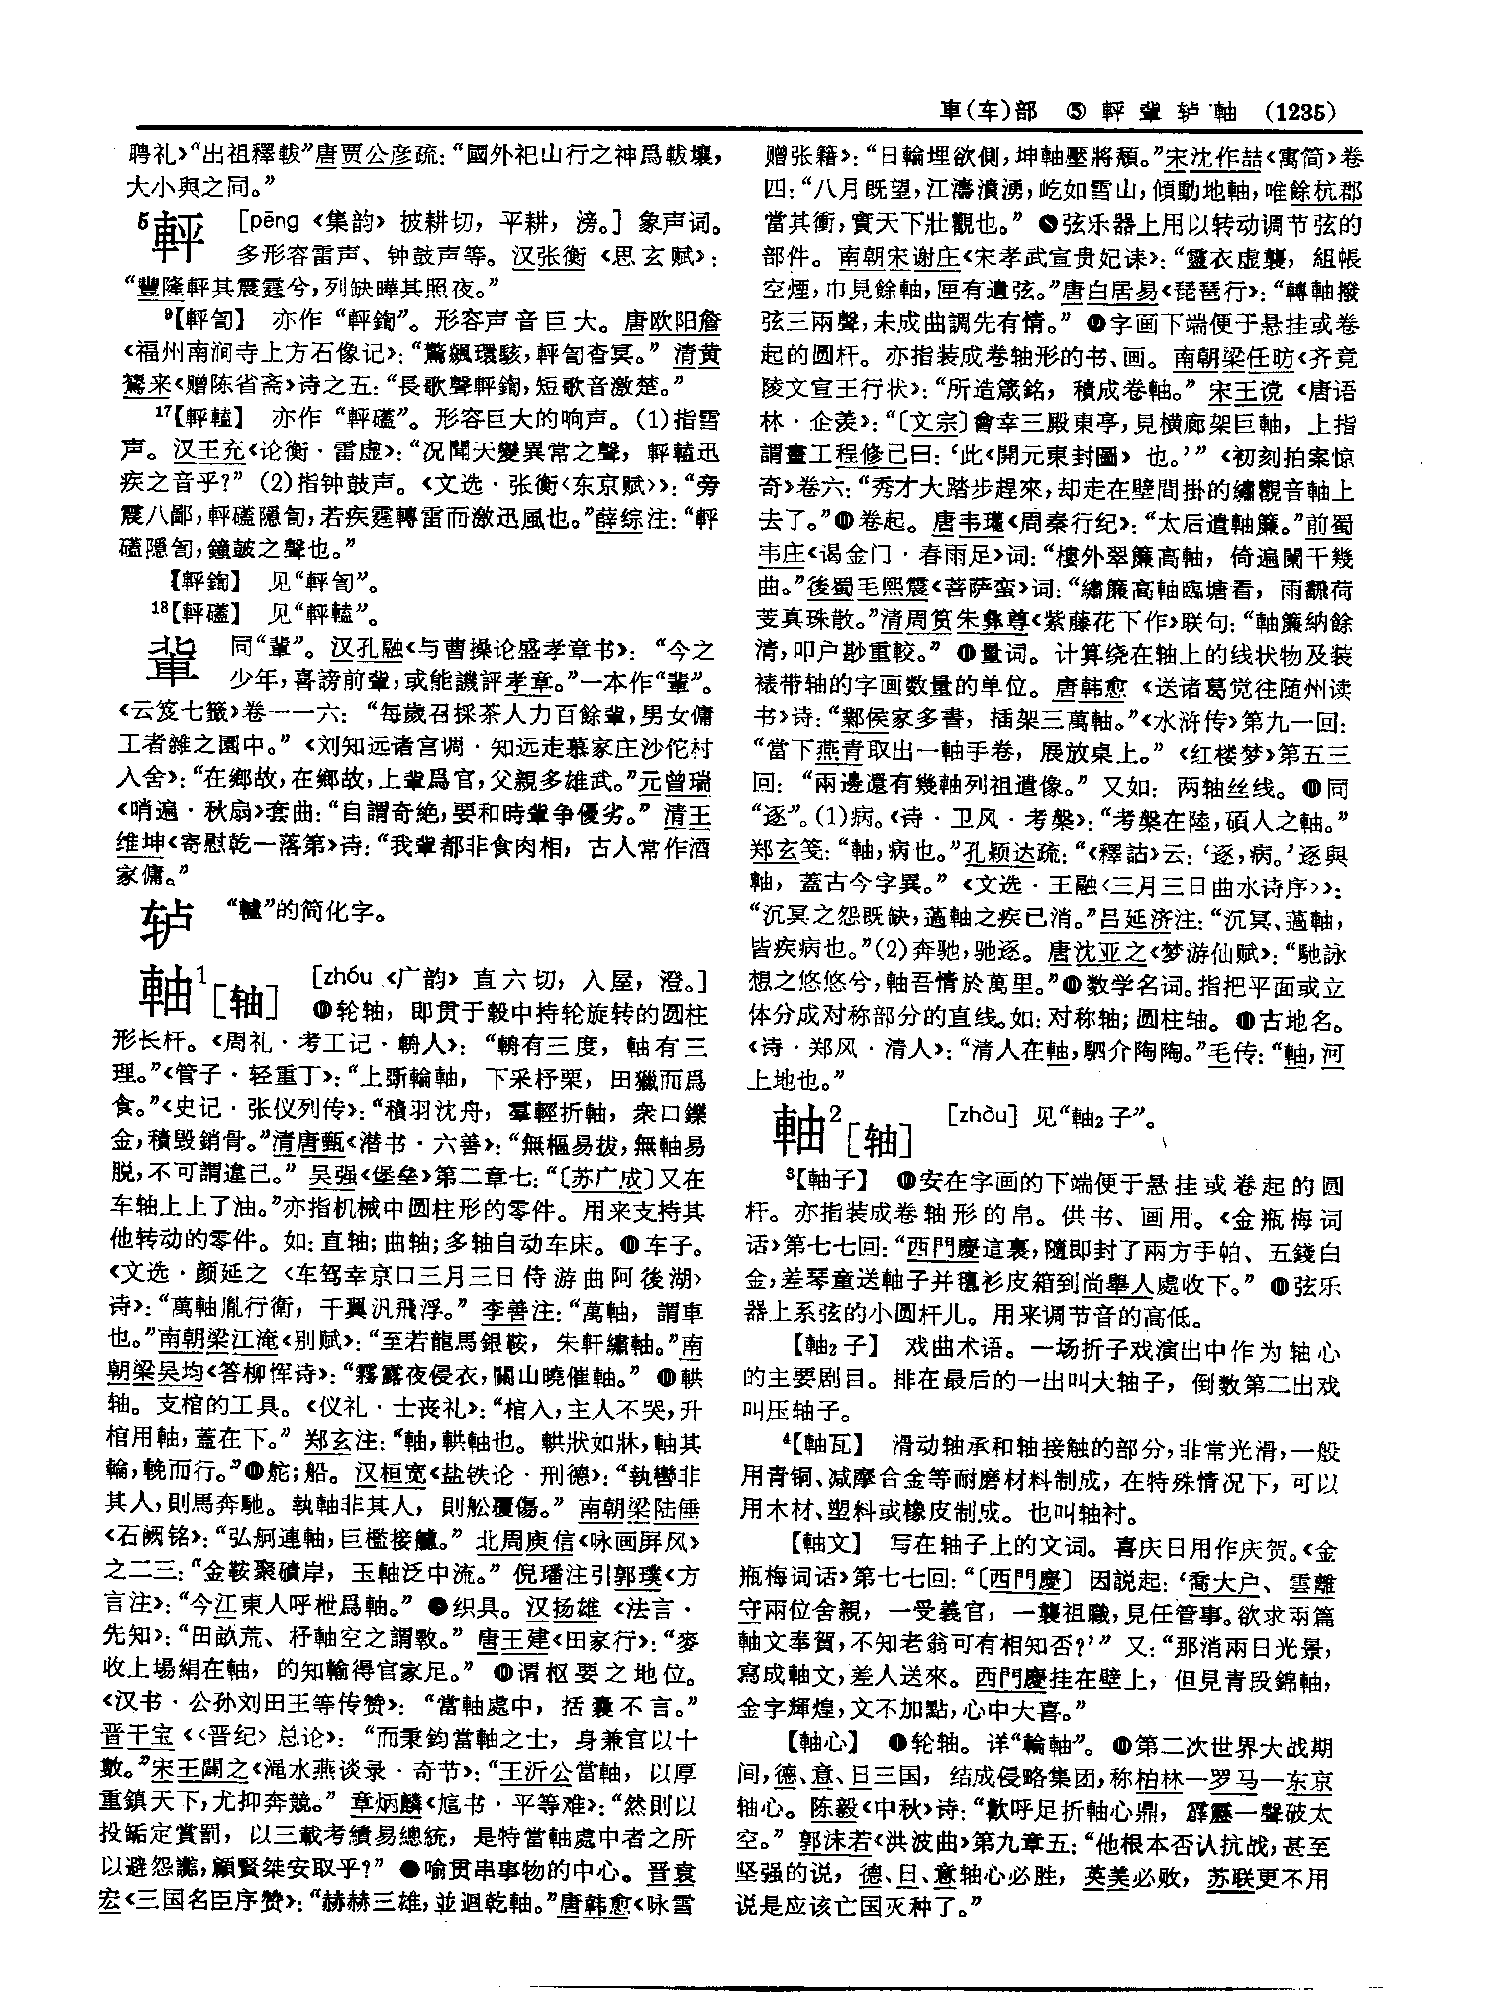 車(车)部 ⑤ 軯 軰 轳 軸 (1235)
聘礼》“出祖釋軷”唐贾公彦疏:“國外祀山行之神爲軷壤,
大小與之同。”
⁵軯 [pēng《集韵》披耕切,平耕,滂。]象声词。
多形容雷声、钟鼓声等。汉张衡《思玄赋》:
“豐隆軯其震霆兮,列缺曄其照夜。”
⁹【軯訇】 亦作“軯鍧”。形容声音巨大。唐欧阳詹
《福州南涧寺上方石像记》:“驚飆環駭,軯訇杳冥。”清黄
鷟来《赠陈省斋》诗之五:“長歌聲軯鍧,短歌音激楚。”
¹⁷【軯轠】 亦作“軯礚”。形容巨大的响声。(1)指雷
声。汉王充《论衡·雷虚》:“况聞天變異常之聲,軯轠迅
疾之音乎?”(2)指钟鼓声。《文选·张衡〈东京赋〉》:“旁
震八鄙,軯礚隱訇,若疾霆轉雷而激迅風也。”薛综注:“軯
礚隱訇,鐘鼓之聲也。”
【軯鍧】 见“軯訇”。
¹⁸【軯礚】 见“軯轠”。
軰 同“輩”。汉孔融《与曹操论盛孝章书》:“今之
少年,喜謗前軰,或能譏評孝章。”一本作“輩”。
《云笈七籤》卷一一六:“每歲召採茶人力百餘軰,男女傭
工者雜之園中。”《刘知远诸宫调·知远走慕家庄沙佗村
入舍》:“在鄉故,在鄉故,上軰爲官,父親多雄武。”元曾瑞
《哨遍·秋扇》套曲:“自謂奇絶,要和時軰争優劣。”清王
维坤《寄慰乾一落第》诗:“我軰都非食肉相,古人常作酒
家傭。”
轳 “轤”的简化字。
軸¹[轴] [zhóu《广韵》直六切,入屋,澄。]
❶轮轴,即贯于毂中持轮旋转的圆柱
形长杆。《周礼·考工记·輈人》:“輈有三度,軸有三
理。”《管子·轻重丁》:“上斲輪軸,下采杼栗,田獵而爲
食。”《史记·张仪列传》:“積羽沈舟,羣輕折軸,衆口鑠
金,積毁銷骨。”清唐甄《潜书·六善》:“無樞易拔,無軸易
脱,不可謂違己。”吴强《堡垒》第二章七:“〔苏广成〕又在
车轴上上了油。”亦指机械中圆柱形的零件。用来支持其
他转动的零件。如:直轴;曲轴;多轴自动车床。❷车子。
《文选·颜延之〈车驾幸京口三月三日侍游曲阿後湖〉
诗》:“萬軸胤行衛,千翼汎飛浮。”李善注:“萬軸,謂車
也。”南朝梁江淹《别赋》:“至若龍馬銀鞍,朱軒繡軸。”南
朝梁吴均《答柳恽诗》:“霧露夜侵衣,關山曉催軸。”❸輁
轴。支棺的工具。《仪礼·士丧礼》:“棺入,主人不哭,升
棺用軸,蓋在下。”郑玄注:“軸,輁軸也。輁狀如牀,軸其
輪,輓而行。”❹舵;船。汉桓宽《盐铁论·刑德》:“執轡非
其人,則馬奔馳。執軸非其人,則舩覆傷。”南朝梁陆倕
《石阙铭》:“弘舸連軸,巨檻接艫。”北周庾信《咏画屏风》
之二三:“金鞍聚磧岸,玉軸泛中流。”倪璠注引郭璞《方
言注》:“今江東人呼枻爲軸。”❺织具。汉扬雄《法言·
先知》:“田畝荒、杼軸空之謂斁。”唐王建《田家行》:“麥
收上場絹在軸,的知輸得官家足。”❻谓枢要之地位。
《汉书·公孙刘田王等传赞》:“當軸處中,括囊不言。”
晋干宝《〈晋纪〉总论》:“而秉鈞當軸之士,身兼官以十
數。”宋王闢之《渑水燕谈录·奇节》:“王沂公當軸,以厚
重鎮天下,尤抑奔競。”章炳麟《訄书·平等难》:“然則以
投鉐定賞罰,以三載考績易總統,是特當軸處中者之所
以避怨讟,顧賢桀安取乎?”❼喻贯串事物的中心。晋袁
宏《三国名臣序赞》:“赫赫三雄,並迴乾軸。”唐韩愈《咏雪
赠张籍》:“日輪埋欲側,坤軸壓將頽。”宋沈作喆《寓简》卷
四:“八月既望,江濤濆湧,屹如雪山,傾動地軸,唯餘杭郡
當其衝,實天下壯觀也。”❽弦乐器上用以转动调节弦的
部件。南朝宋谢庄《宋孝武宣贵妃诔》:“靈衣虚襲,組帳
空煙,巾見餘軸,匣有遺弦。”唐白居易《琵琶行》:“轉軸撥
弦三兩聲,未成曲調先有情。”❾字画下端便于悬挂或卷
起的圆杆。亦指装成卷轴形的书、画。南朝梁任昉《齐竟
陵文宣王行状》:“所造箴銘,積成卷軸。”宋王谠《唐语
林·企羡》:“〔文宗〕會幸三殿東亭,見横廊架巨軸,上指
謂畫工程修己曰:‘此《開元東封圖》也。’”《初刻拍案惊
奇》卷六:“秀才大踏步趕來,却走在壁間掛的繡觀音軸上
去了。”❿卷起。唐韦瓘《周秦行纪》:“太后遣軸簾。”前蜀
韦庄《谒金门·春雨足》词:“樓外翠簾高軸,倚遍闌干幾
曲。”後蜀毛熙震《菩萨蛮》词:“繡簾高軸臨塘看,雨飜荷
芰真珠散。”清周筼朱彝尊《紫藤花下作》联句:“軸簾納餘
清,叩户尠重較。”⓫量词。计算绕在轴上的线状物及装
裱带轴的字画数量的单位。唐韩愈《送诸葛觉往随州读
书》诗:“鄴侯家多書,插架三萬軸。”《水浒传》第九一回:
“當下燕青取出一軸手卷,展放桌上。”《红楼梦》第五三
回:“兩邊還有幾軸列祖遺像。”又如:两轴丝线。⓬同
“逐”。(1)病。《诗·卫风·考槃》:“考槃在陸,碩人之軸。”
郑玄笺:“軸,病也。”孔颖达疏:“《釋詁》云:‘逐,病。’逐與
軸,蓋古今字異。”《文选·王融〈三月三日曲水诗序〉》:
“沉冥之怨既缺,薖軸之疾已消。”吕延济注:“沉冥、薖軸,
皆疾病也。”(2)奔驰,驰逐。唐沈亚之《梦游仙赋》:“馳詠
想之悠悠兮,軸吾情於萬里。”⓭数学名词。指把平面或立
体分成对称部分的直线。如:对称轴;圆柱轴。⓮古地名。
《诗·郑风·清人》:“清人在軸,駟介陶陶。”毛传:“軸,河
上地也。”
軸²[轴] [zhòu] 见“軸₂子”。
³【軸子】 ❶安在字画的下端便于悬挂或卷起的圆
杆。亦指装成卷轴形的帛。供书、画用。《金瓶梅词
话》第七七回:“西門慶這裏,隨即封了兩方手帕、五錢白
金,差琴童送軸子并氊衫皮箱到尚舉人處收下。”❷弦乐
器上系弦的小圆杆儿。用来调节音的高低。
【軸₂子】 戏曲术语。一场折子戏演出中作为轴心
的主要剧目。排在最后的一出叫大轴子,倒数第二出戏
叫压轴子。
⁴【軸瓦】 滑动轴承和轴接触的部分,非常光滑,一般
用青铜、减摩合金等耐磨材料制成,在特殊情况下,可以
用木材、塑料或橡皮制成。也叫轴衬。
【軸文】 写在轴子上的文词。喜庆日用作庆贺。《金
瓶梅词话》第七七回:“〔西門慶〕因説起:‘喬大户、雲離
守兩位舍親,一受義官,一襲祖職,見任管事。欲求兩篇
軸文奉賀,不知老翁可有相知否?’”又:“那消兩日光景,
寫成軸文,差人送來。西門慶挂在壁上,但見青段錦軸,
金字輝煌,文不加點,心中大喜。”
【軸心】 ❶轮轴。详“輪軸”。❷第二次世界大战期
间,德、意、日三国,结成侵略集团,称柏林—罗马—东京
轴心。陈毅《中秋》诗:“歡呼足折軸心鼎,霹靂一聲破太
空。”郭沫若《洪波曲》第九章五:“他根本否认抗战,甚至
坚强的说,德、日、意轴心必胜,英美必败,苏联更不用
说是应该亡国灭种了。”